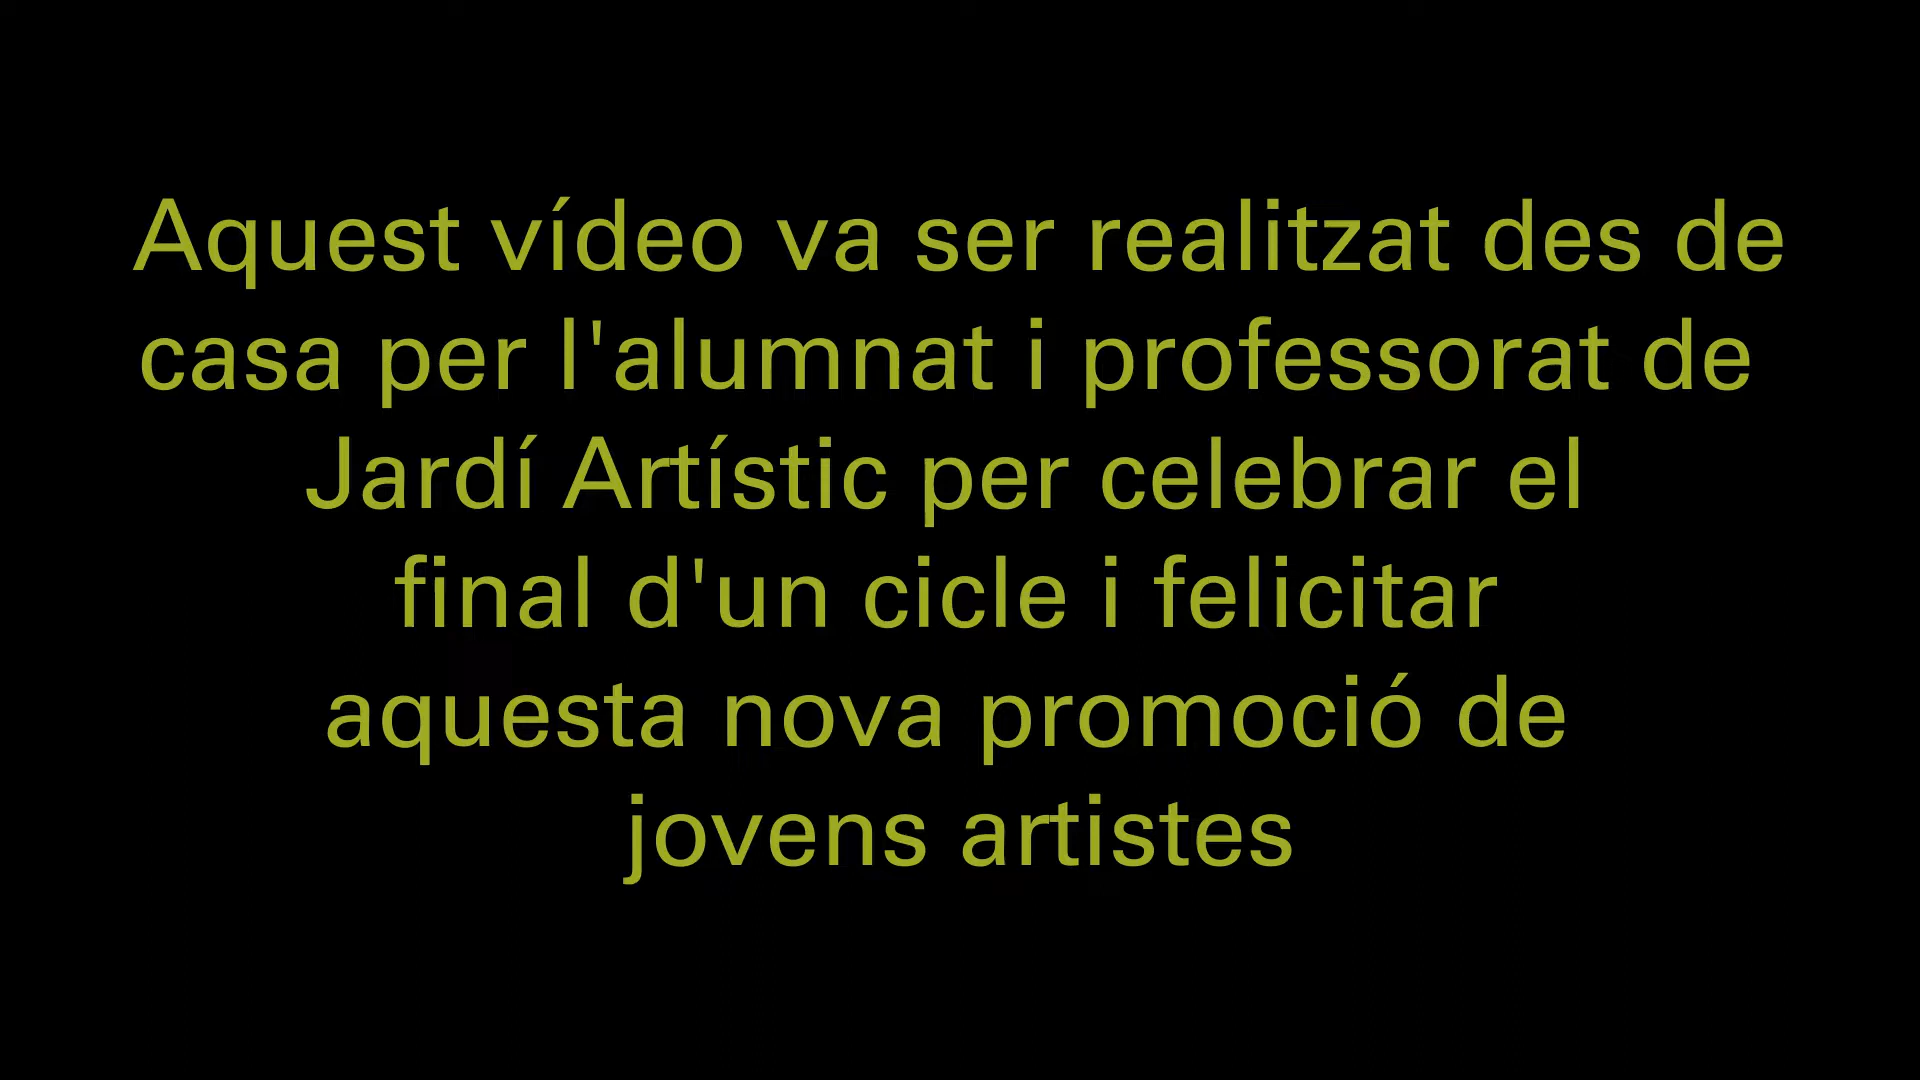 Aquest vídeo va ser realitzat des de
casa per l'alumnat i professorat de
Jardí Artístic per celebrar el
final d'un cicle i felicitar
aquesta nova promoció de
jovens artistes